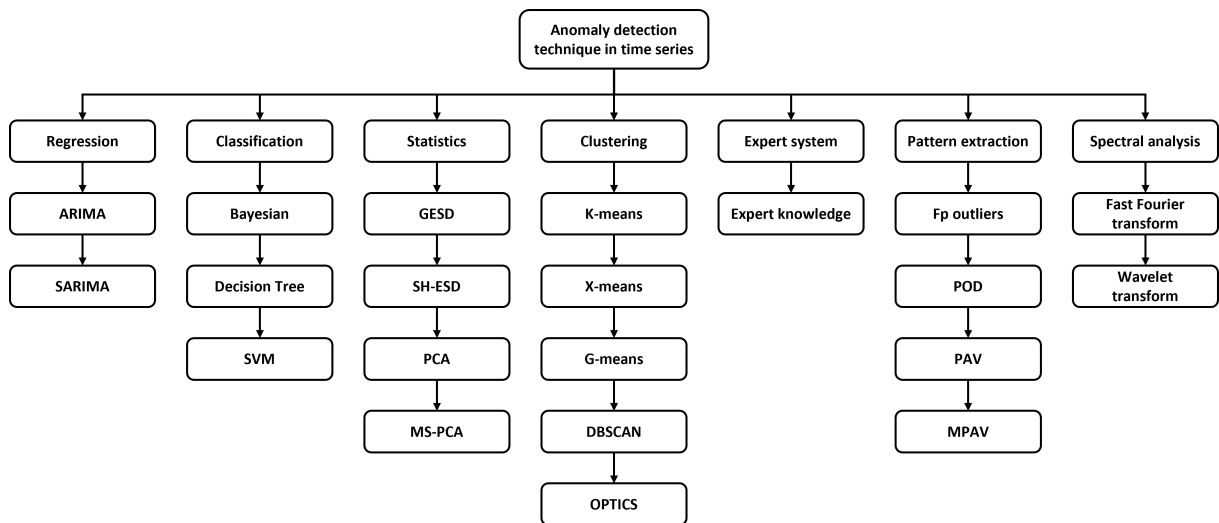 Anomaly detection
technique in time series
Regression
Classification
Statistics
Clustering
Expert system
Pattern extraction
Spectral analysis
ARIMA
Bayesian
GESD
K-means
Expert knowledge
Fp outliers
Fast Fourier
transform
SARIMA
Decision Tree
SH-ESD
X-means
POD
Wavelet
transform
SVM
PCA
G-means
PAV
MS-PCA
DBSCAN
MPAV
OPTICS